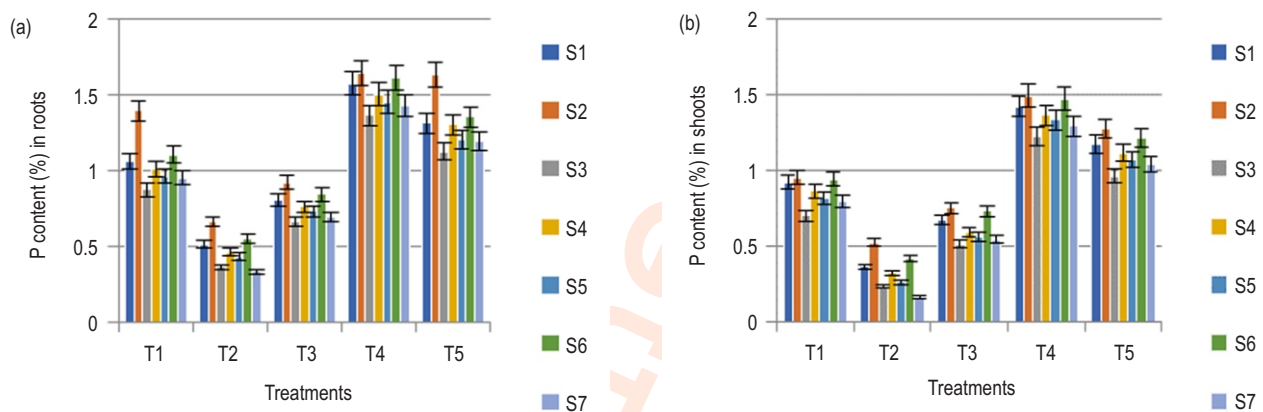 (a)
P content (%) in roots
2
1.5
1
0.5
0
T1 T2 T3 T4 T5
Treatments
S1
S2
S3
S4
S5
S6
S7
(b)
P content (%) in shoots
2
1.5
1
0.5
0
T1 T2 T3 T4 T5
Treatments
S1
S2
S3
S4
S5
S6
S7